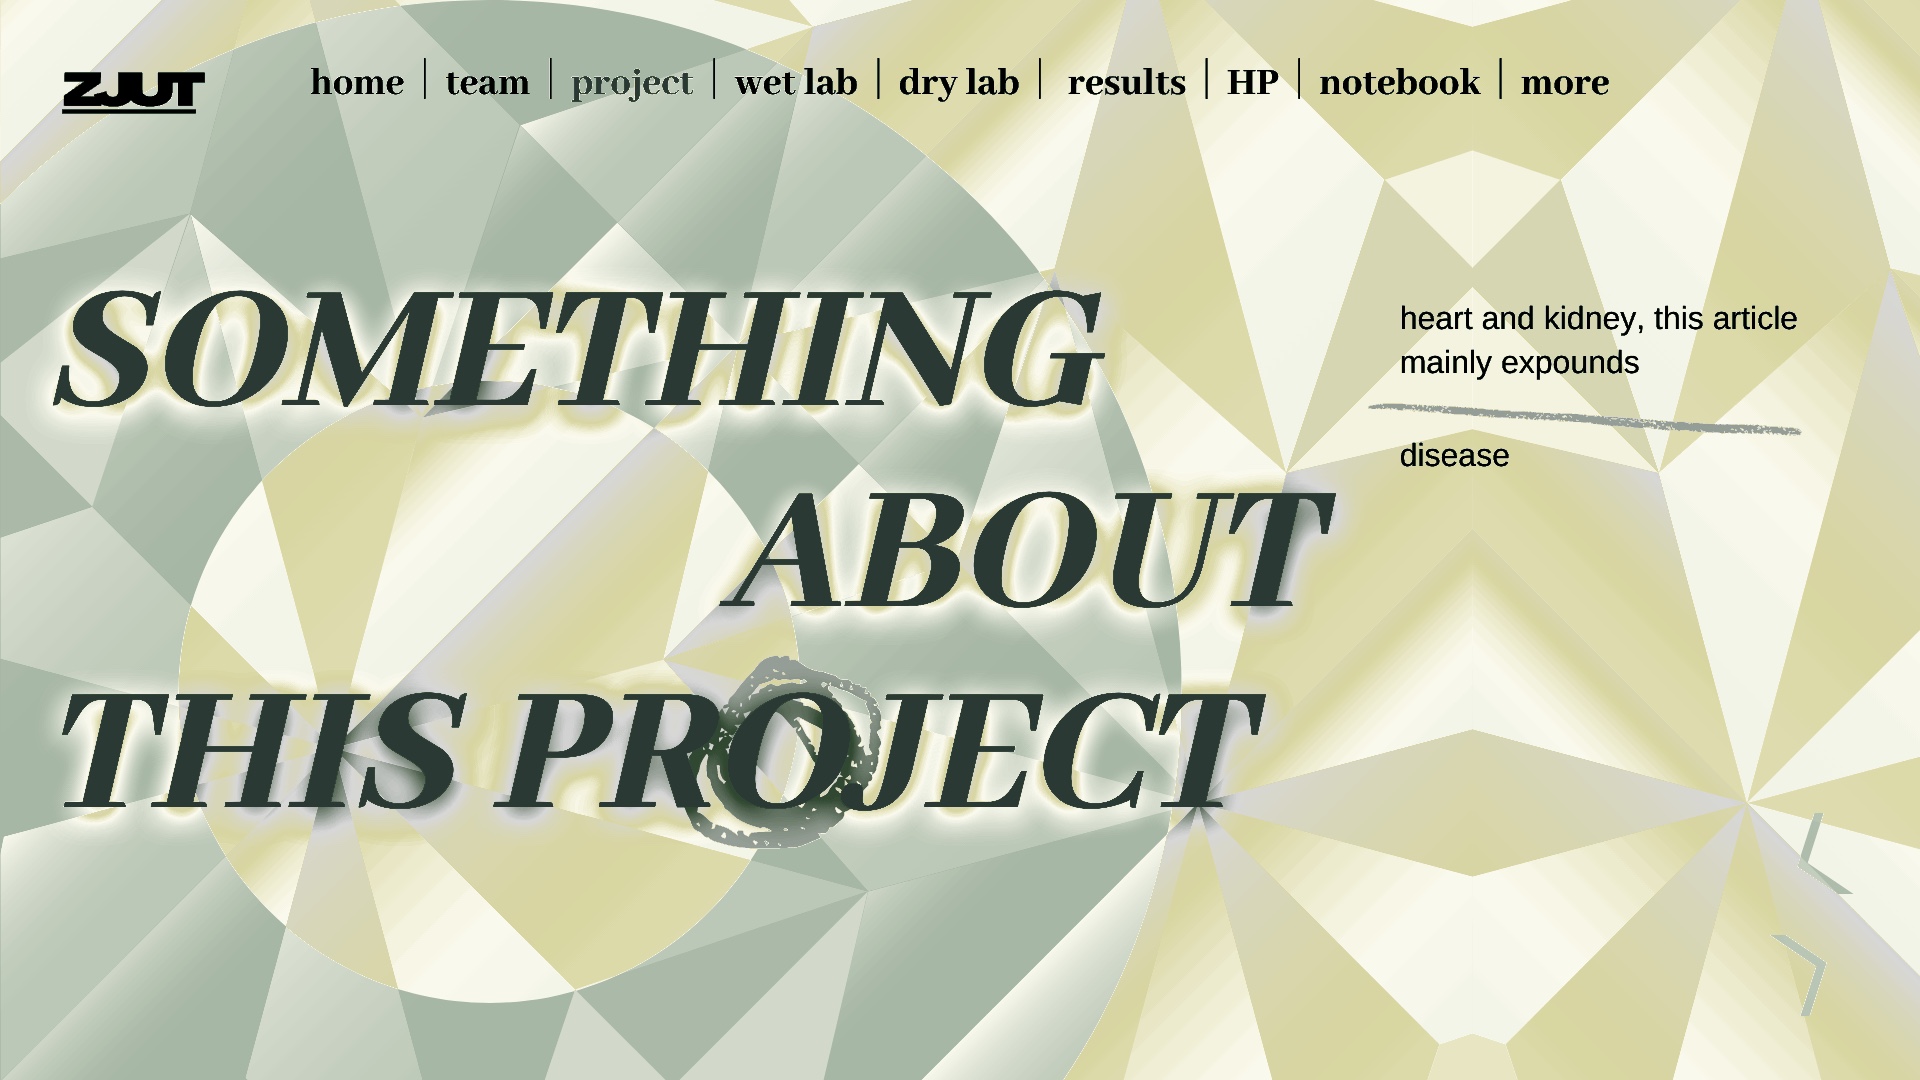 ZJUT
home | team | project | wet lab | dry lab | results | HP | notebook | more
SOMETHING
ABOUT
THIS PROJECT
heart and kidney, this article
mainly expounds
disease